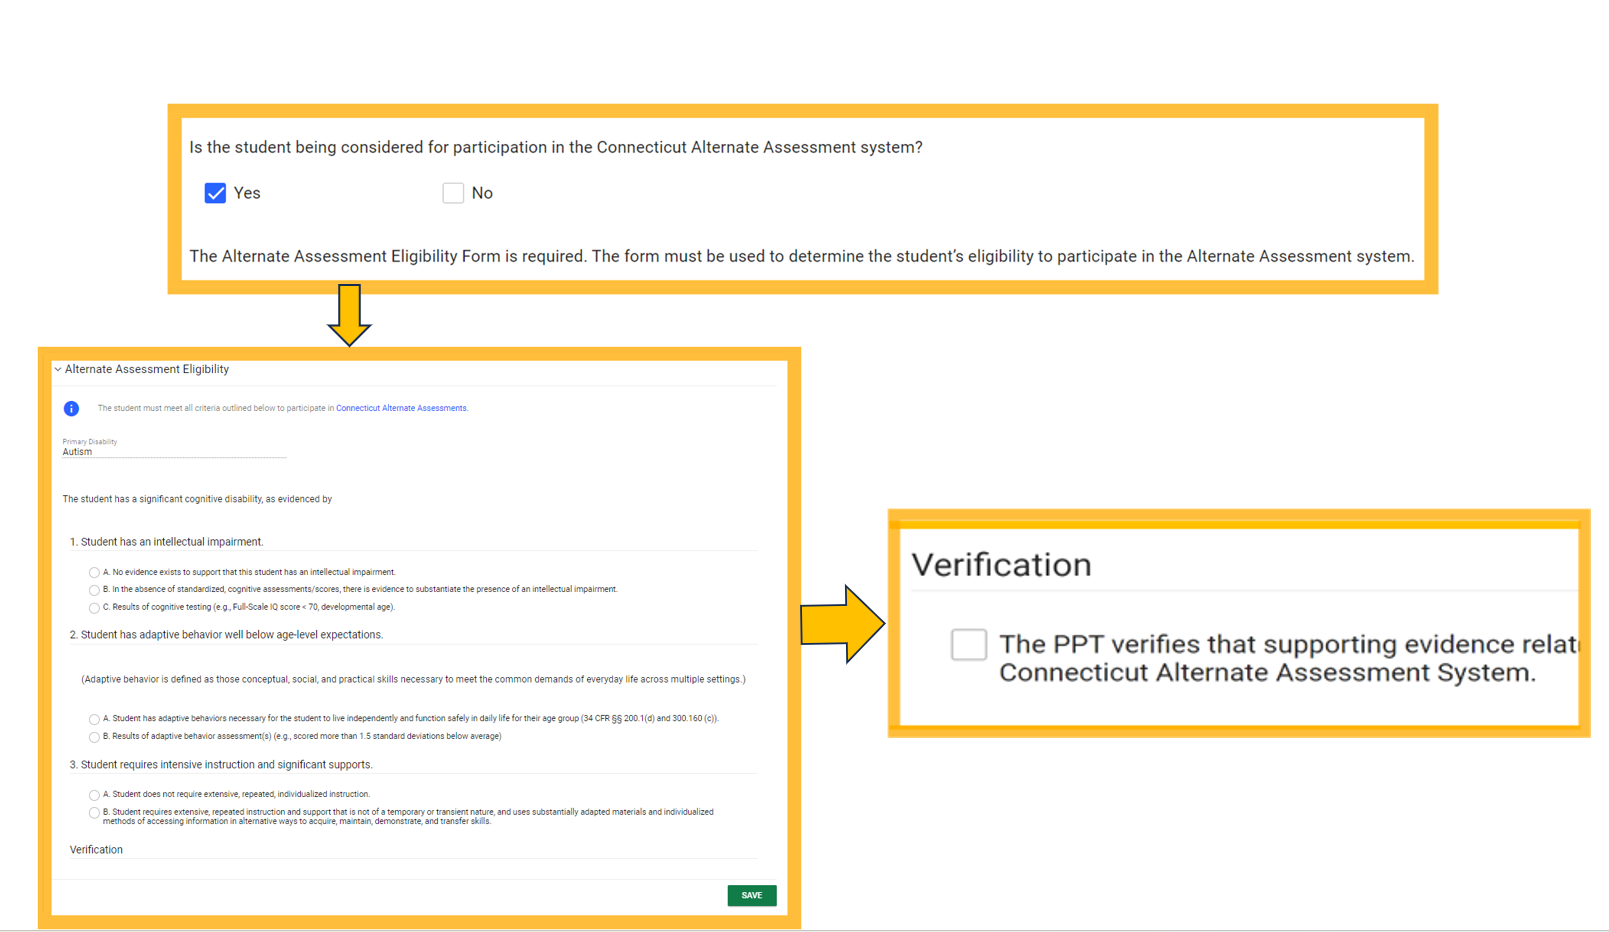 Is the student being considered for participation in the Connecticut Alternate Assessment system?
Yes
No
The Alternate Assessment Eligibility Form is required. The form must be used to determine the student's eligibility to participate in the Alternate Assessment system.
Alternate Assessment Eligibility
The student must meet all criteria outlined below to participate in Connecticut Alternate Assessments.
Primary Disability
Autism
The student has a significant cognitive disability, as evidenced by
1. Student has an intellectual impairment.
A. No evidence exists to support that this student has an intellectual impairment.
B. In the absence of standardized, cognitive assessments/scores, there is evidence to substantiate the presence of an intellectual impairment.
C. Results of cognitive testing (e.g., Full-Scale IQ score < 70, developmental age).
2. Student has adaptive behavior well below age-level expectations.
(Adaptive behavior is defined as those conceptual, social, and practical skills necessary to meet the common demands of everyday life across multiple settings.)
A. Student has adaptive behaviors necessary for the student to live independently and function safely in daily life for their age group (34 CFR §§ 200.1(d) and 300.160 (c)).
B. Results of adaptive behavior assessment(s) (e.g., scored more than 1.5 standard deviations below average)
3. Student requires intensive instruction and significant supports.
A. Student does not require extensive, repeated, individualized instruction.
B. Student requires extensive, repeated instruction and support that is not of a temporary or transient nature, and uses substantially adapted materials and individualized
methods of accessing information in alternative ways to acquire, maintain, demonstrate, and transfer skills.
Verification
SAVE
Verification
The PPT verifies that supporting evidence
Connecticut Alternate Assessment System.